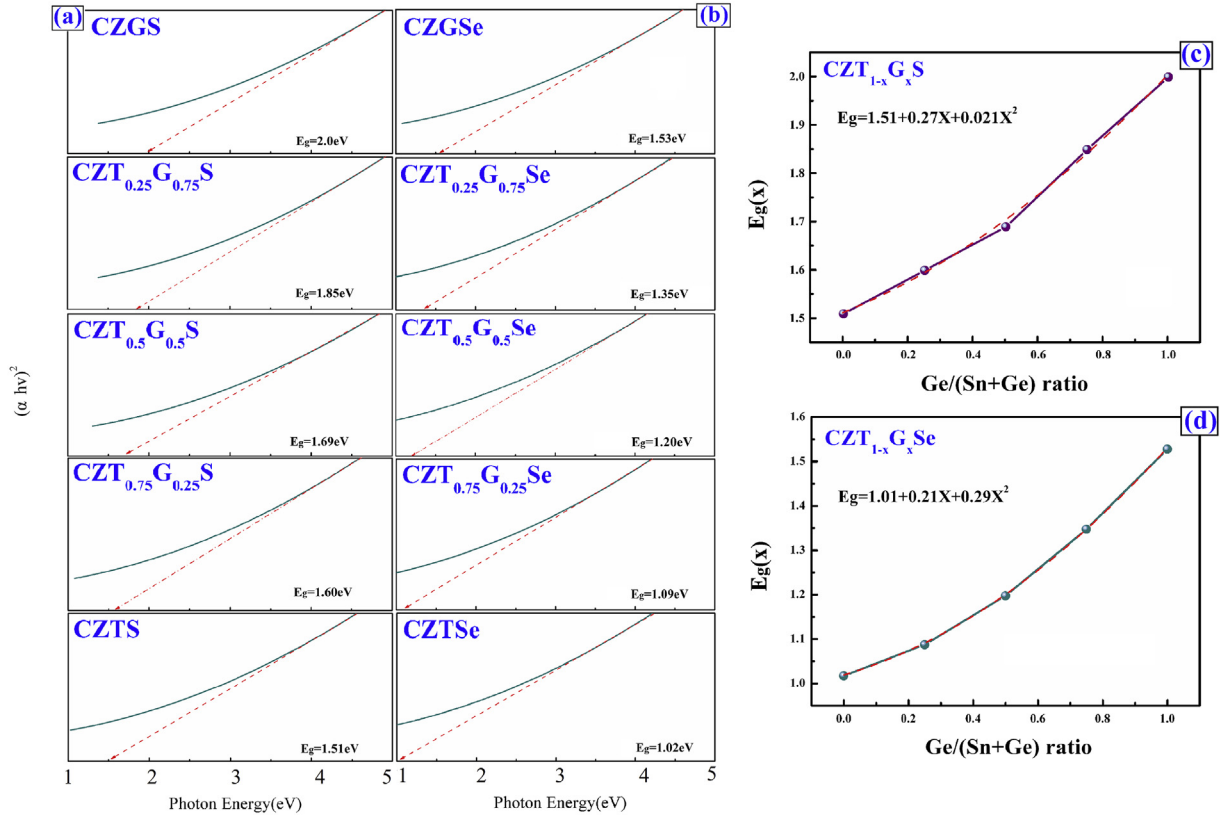 (a)
CZGS
Eg=2.0eV
CZT0.25G0.75S
Eg=1.85eV
CZT0.5G0.5S
Eg=1.69eV
CZT0.75G0.25S
Eg=1.60eV
CZTS
Eg=1.51eV
(α hν)2
1 2 3 4 5
Photon Energy(eV)
(b)
CZGSe
Eg=1.53eV
CZT0.25G0.75Se
Eg=1.35eV
CZT0.5G0.5Se
Eg=1.20eV
CZT0.75G0.25Se
Eg=1.09eV
CZTSe
Eg=1.02eV
1 2 3 4 5
Photon Energy(eV)
(c)
CZT1-xGxS
Eg=1.51+0.27X+0.021X2
Eg(x)
2.0
1.9
1.8
1.7
1.6
1.5
0.0 0.2 0.4 0.6 0.8 1.0
Ge/(Sn+Ge) ratio
(d)
CZT1-xGxSe
Eg=1.01+0.21X+0.29X2
Eg(x)
1.6
1.5
1.4
1.3
1.2
1.1
1.0
0.0 0.2 0.4 0.6 0.8 1.0
Ge/(Sn+Ge) ratio